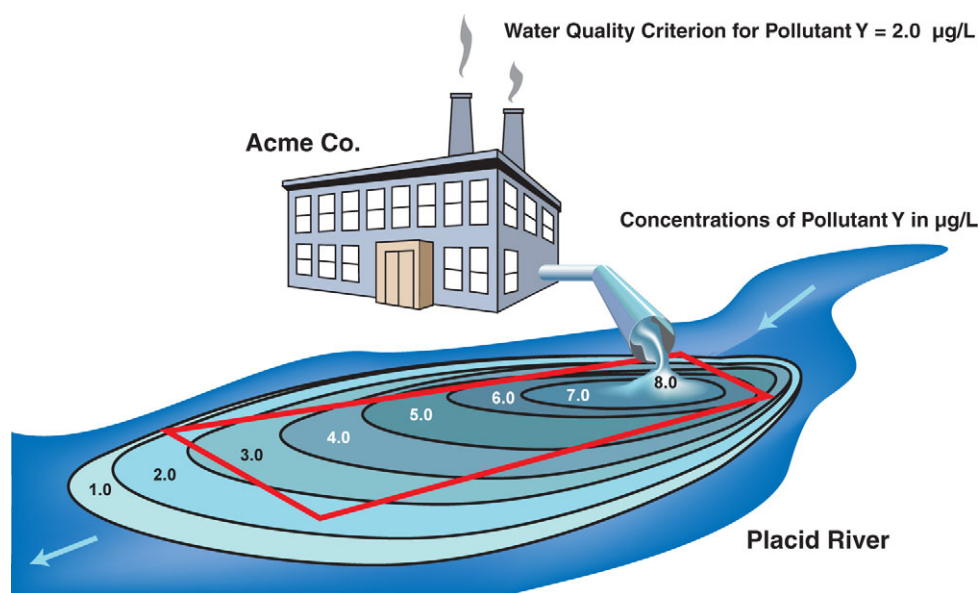 Water Quality Criterion for Pollutant Y = 2.0 µg/L
Acme Co.
Concentrations of Pollutant Y in µg/L
8.0
7.0
6.0
5.0
4.0
3.0
2.0
1.0
Placid River